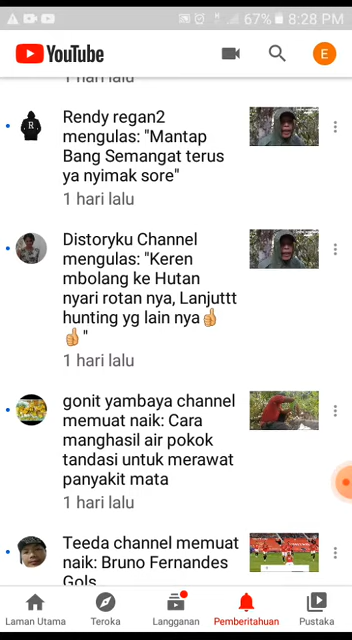 67% 8:28 PM
YouTube
E
1 hari lalu
Rendy regan2
mengulas: "Mantap
Bang Semangat terus
ya nyimak sore"
1 hari lalu
R
Distoryku Channel
mengulas: "Keren
mbolang ke Hutan
nyari rotan nya, Lanjuttt
hunting yg lain nya👍
👍"
1 hari lalu
gonit yambaya channel
memuat naik: Cara
manghasil air pokok
tandasi untuk merawat
panyakit mata
1 hari lalu
Teeda channel memuat
naik: Bruno Fernandes
Gols
Laman Utama Teroka Langganan Pemberitahuan Pustaka